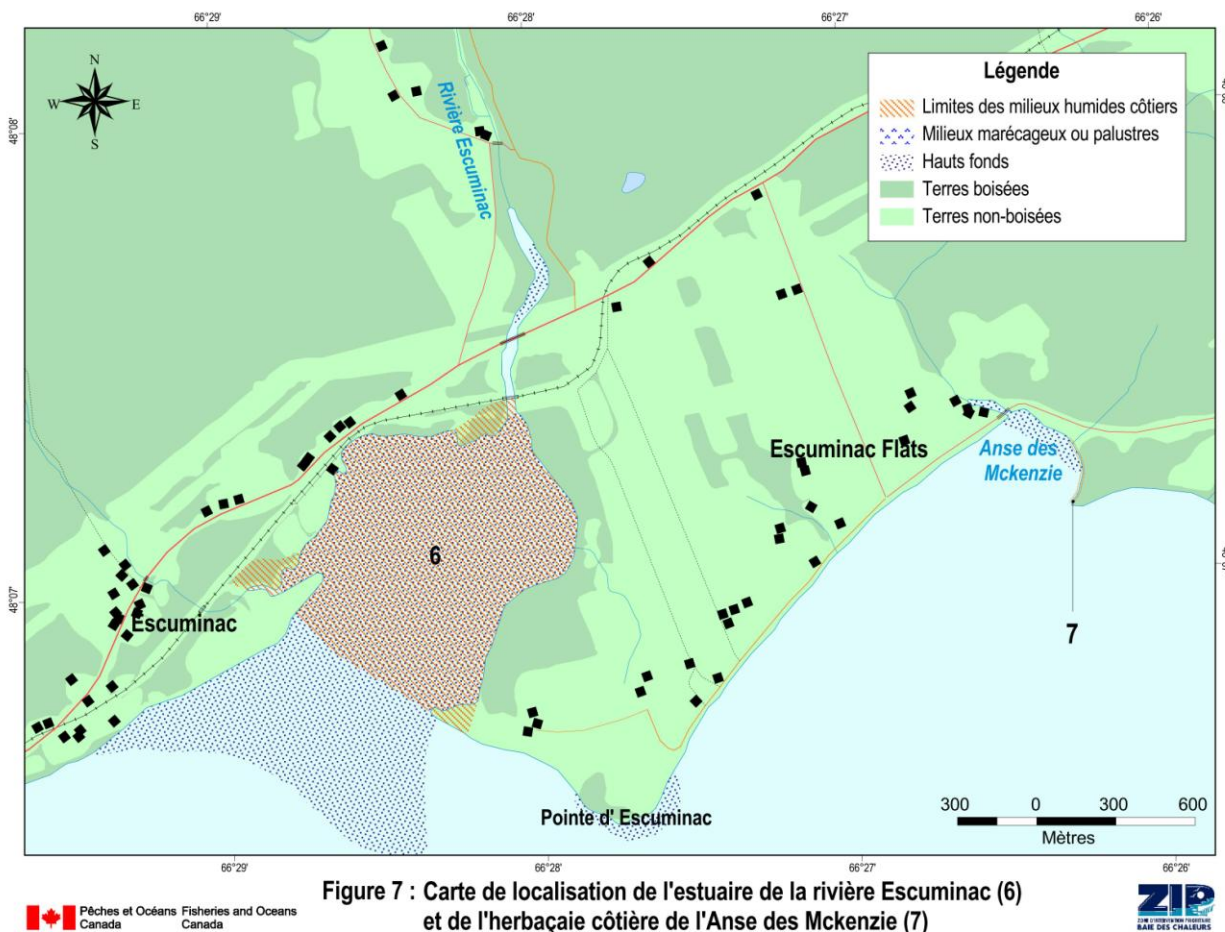 66°29'
66°28'
66°27'
66°26'
N
W
E
S
48°08'
48°07'
Rivière Escuminac
Légende
Limites des milieux humides côtiers
Milieux marécageux ou palustres
Hauts fonds
Terres boisées
Terres non-boisées
Escuminac Flats
Anse des
Mckenzie
6
7
Escuminac
Pointe d' Escuminac
300 0 300 600
Mètres
66°29'
66°28'
66°27'
66°26'
Figure 7 : Carte de localisation de l'estuaire de la rivière Escuminac (6)
et de l'herbaçaie côtière de l'Anse des Mckenzie (7)
Pêches et Océans Fisheries and Oceans
Canada Canada
ZIP
BAIE DES CHALEURS